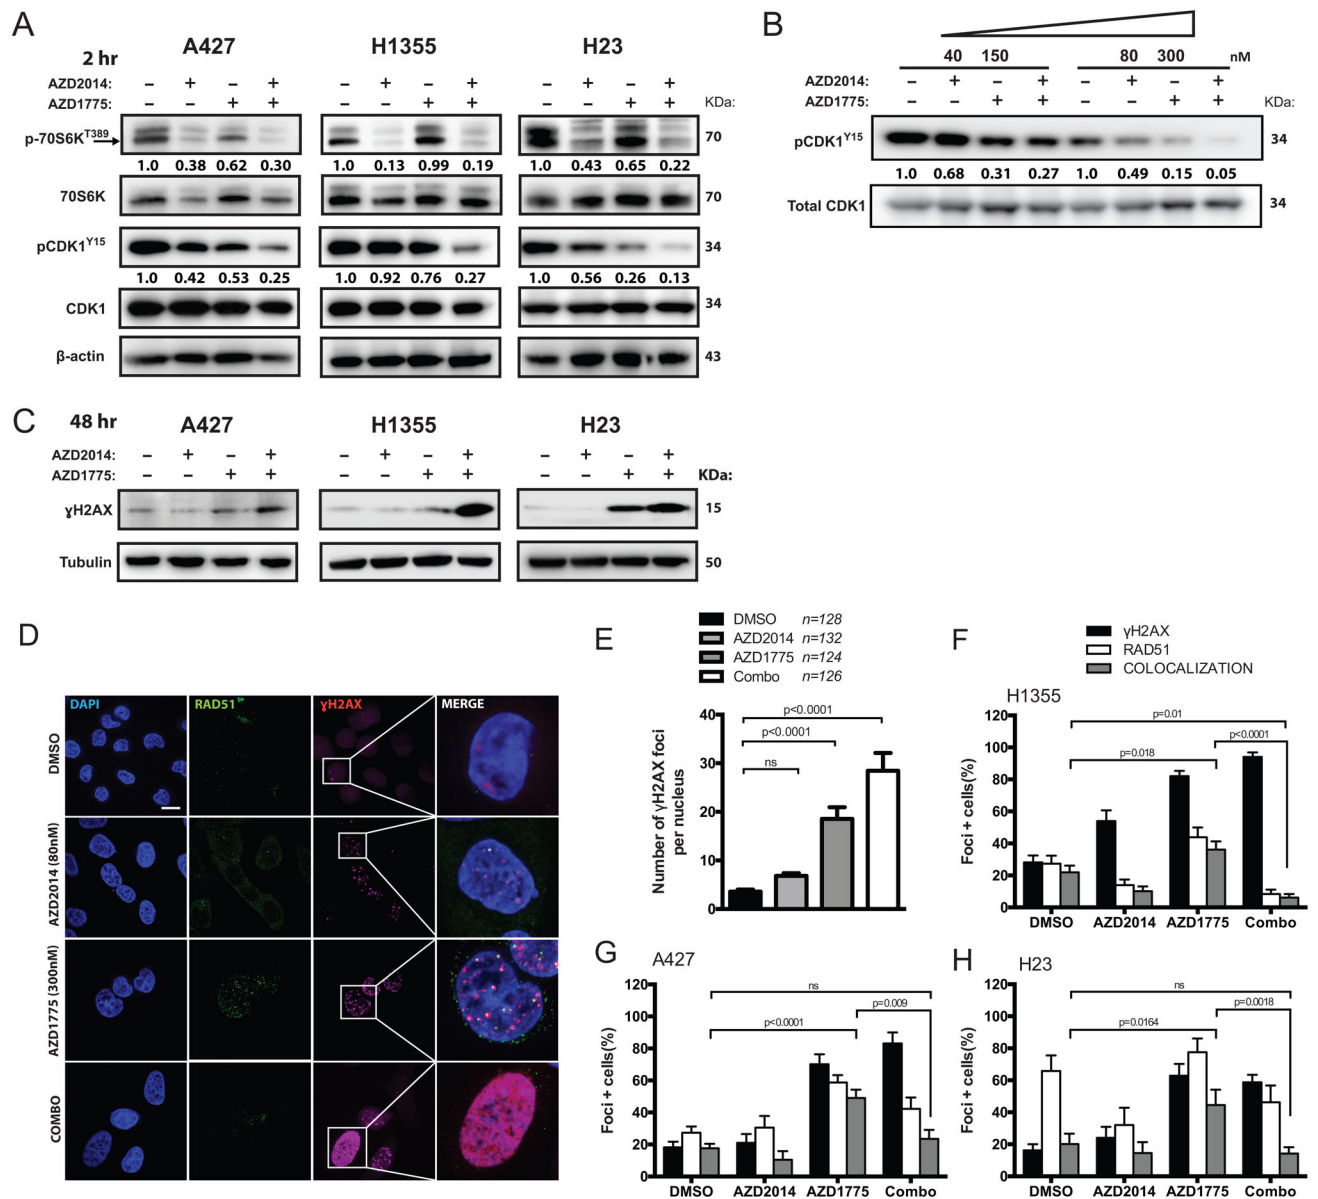 A
2 hr
A427 H1355 H23
AZD2014: – + – + – + – + – + – +
AZD1775: – – + + – – + + – – + + KDa:
p-70S6K^T389 70
1.0 0.38 0.62 0.30 1.0 0.13 0.99 0.19 1.0 0.43 0.65 0.22
70S6K 70
pCDK1^Y15 34
1.0 0.42 0.53 0.25 1.0 0.92 0.76 0.27 1.0 0.56 0.26 0.13
CDK1 34
β-actin 43
B
40 150 80 300 nM
AZD2014: – + – + – + – +
AZD1775: – – + + – – + + KDa:
pCDK1^Y15 34
1.0 0.68 0.31 0.27 1.0 0.49 0.15 0.05
Total CDK1 34
C
48 hr
A427 H1355 H23
AZD2014: – + – + – + – + – + – +
AZD1775: – – + + – – + + – – + + KDa:
ɣH2AX 15
Tubulin 50
D
DAPI RAD51 ɣH2AX MERGE
DMSO
AZD2014 (80nM)
AZD1775 (300nM)
COMBO
E
DMSO n=128
AZD2014 n=132
AZD1775 n=124
Combo n=126
Number of γH2AX foci
per nucleus
40
30
20
10
0
p<0.0001
p<0.0001
ns
F
γH2AX
RAD51
COLOCALIZATION
H1355
Foci + cells(%)
120
100
80
60
40
20
0
p=0.01
p<0.0001
p=0.018
DMSO AZD2014 AZD1775 Combo
G
A427
Foci + cells(%)
120
100
80
60
40
20
0
ns
p=0.009
p<0.0001
DMSO AZD2014 AZD1775 Combo
H
H23
Foci + cells(%)
120
100
80
60
40
20
0
ns
p=0.0018
p=0.0164
DMSO AZD2014 AZD1775 Combo